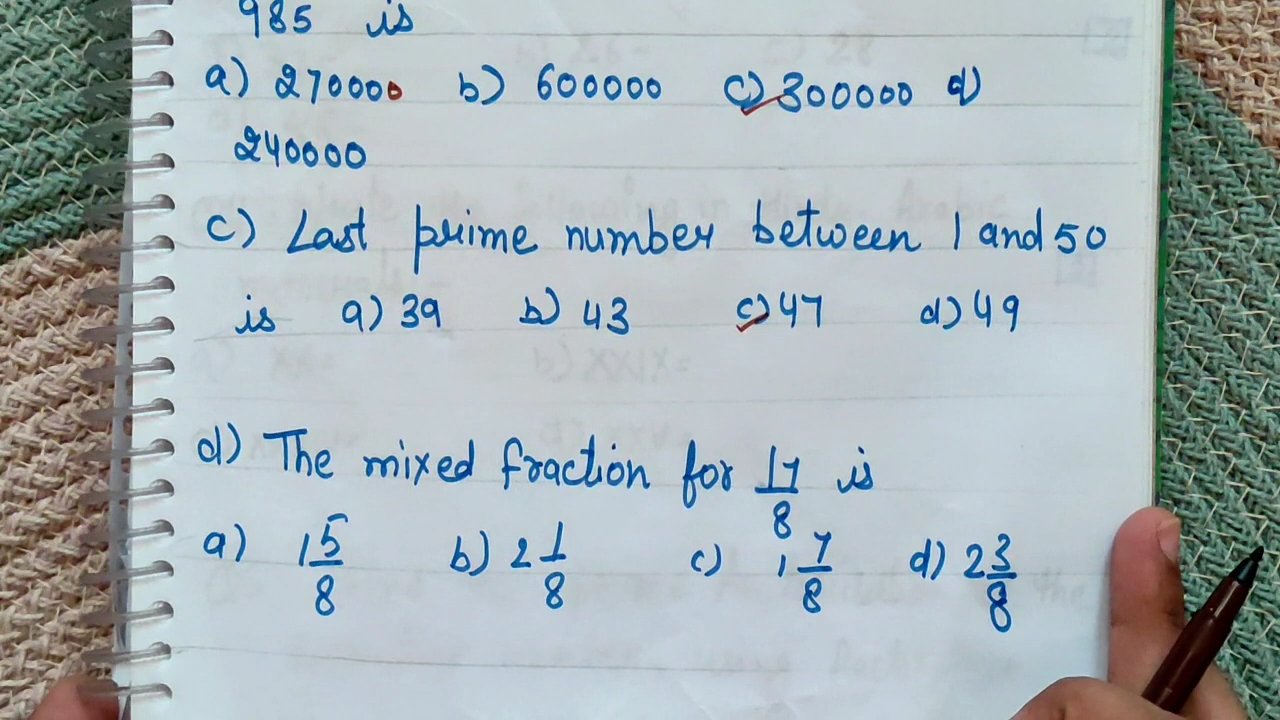 985 is
a) 270000 b) 600000 c) 300000 d)
240000
c) Last prime number between 1 and 50
is a) 39 b) 43 c) 47 d) 49
d) The mixed fraction for 17/8 is
a) 1 5/8 b) 2 1/8 c) 1 7/8 d) 2 3/8